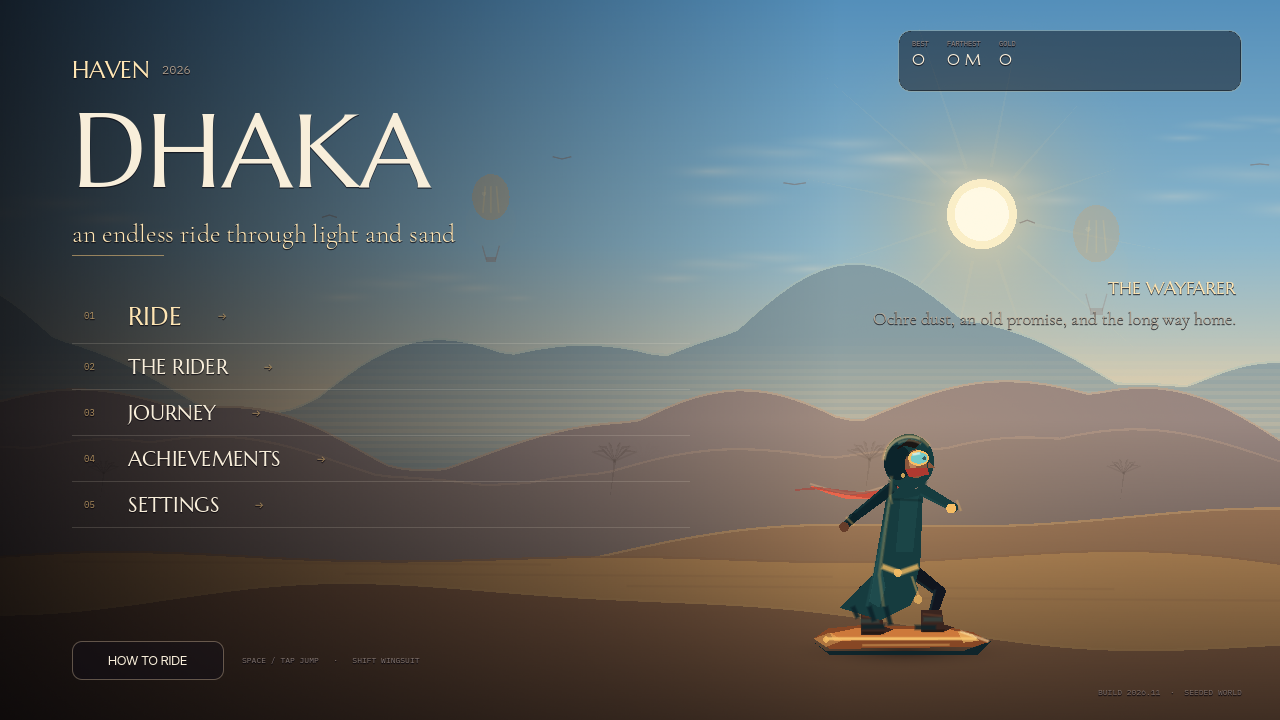 HAVEN 2026
DHAKA
an endless ride through light and sand
BEST FARTHEST GOLD
0 0 M 0
THE WAYFARER
Ochre dust, an old promise, and the long way home.
01 RIDE →
02 THE RIDER →
03 JOURNEY →
04 ACHIEVEMENTS →
05 SETTINGS →
HOW TO RIDE
SPACE / TAP JUMP · SHIFT WINGSUIT
BUILD 2026.11 · SEEDED WORLD